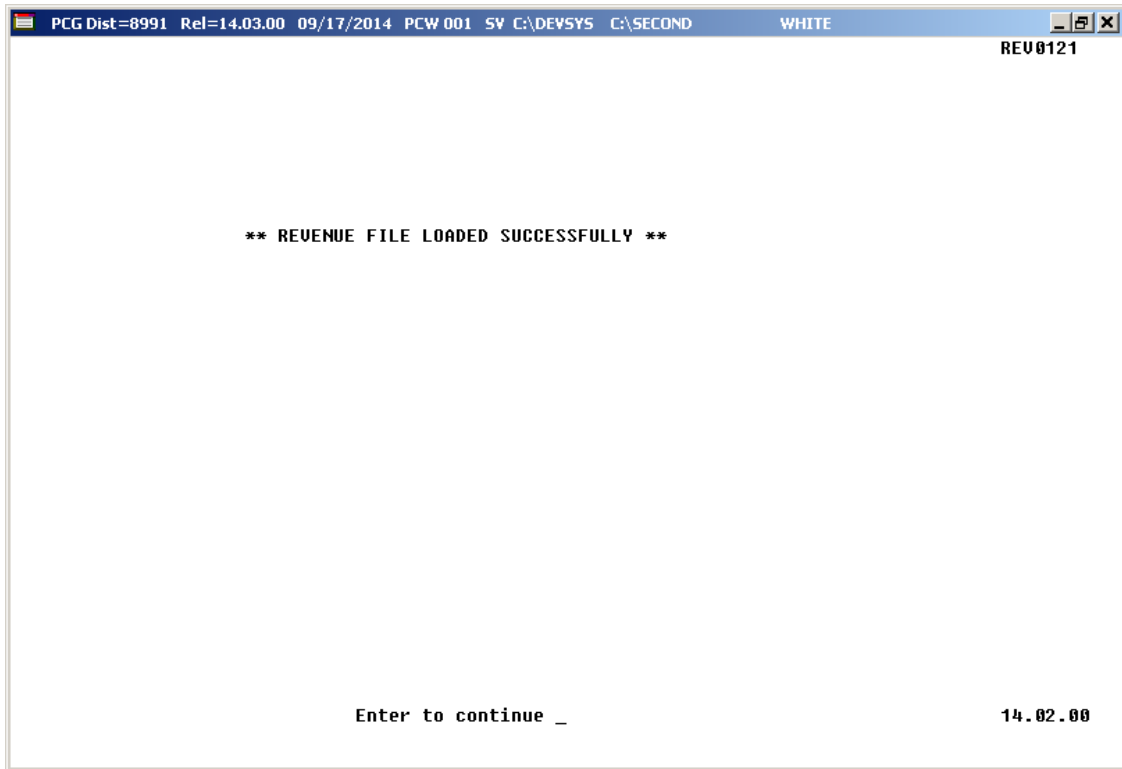 PCG Dist=8991 Rel=14.03.00 09/17/2014 PCW 001 SV C:\DEVSYS C:\SECOND WHITE
REV0121
** REVENUE FILE LOADED SUCCESSFULLY **
Enter to continue _ 14.02.00